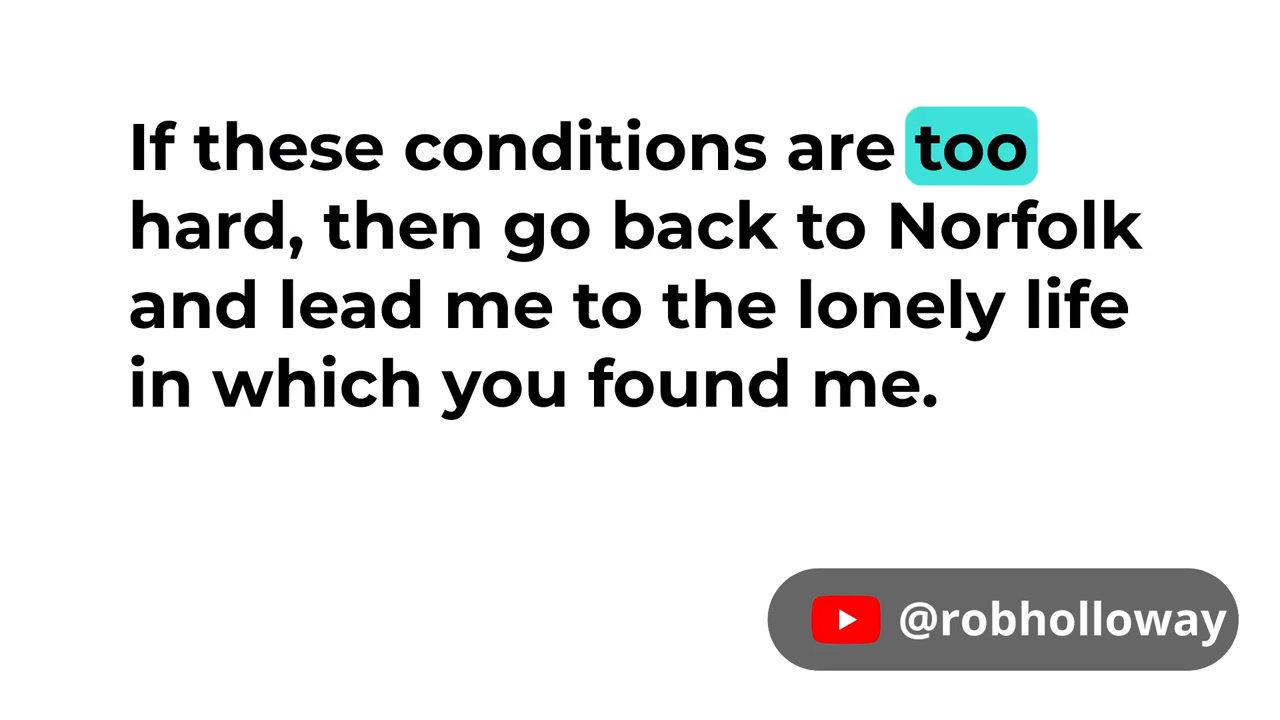 If these conditions are too
hard, then go back to Norfolk
and lead me to the lonely life
in which you found me.
@robholloway